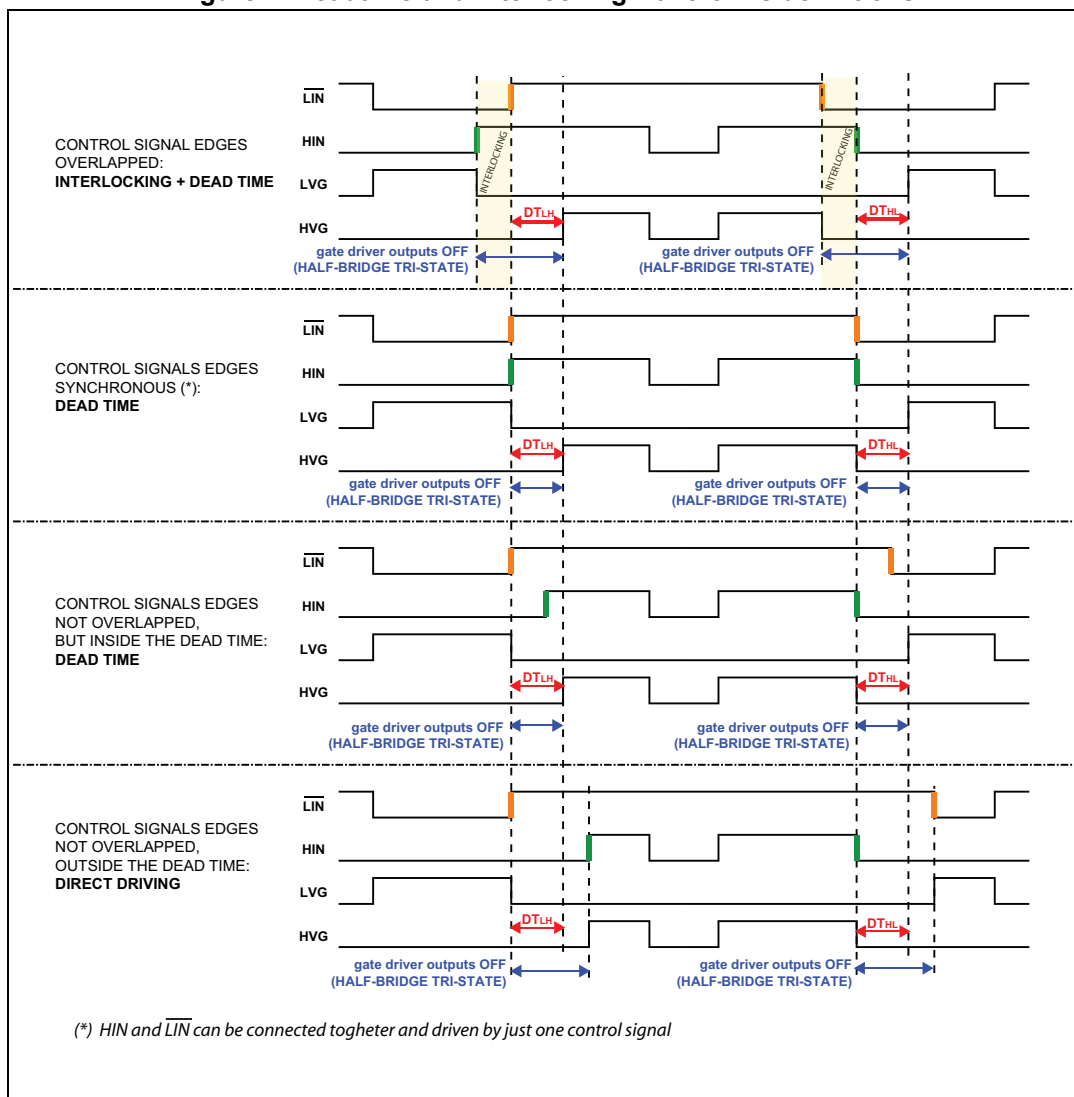 LIN
CONTROL SIGNAL EDGES
OVERLAPPED:
INTERLOCKING + DEAD TIME
HIN
LVG
HVG
INTERLOCKING
INTERLOCKING
DTLH
DTHL
gate driver outputs OFF
(HALF-BRIDGE TRI-STATE)
gate driver outputs OFF
(HALF-BRIDGE TRI-STATE)
LIN
CONTROL SIGNALS EDGES
SYNCHRONOUS (*):
DEAD TIME
HIN
LVG
HVG
DTLH
DTHL
gate driver outputs OFF
(HALF-BRIDGE TRI-STATE)
gate driver outputs OFF
(HALF-BRIDGE TRI-STATE)
LIN
CONTROL SIGNALS EDGES
NOT OVERLAPPED,
BUT INSIDE THE DEAD TIME:
DEAD TIME
HIN
LVG
HVG
DTLH
DTHL
gate driver outputs OFF
(HALF-BRIDGE TRI-STATE)
gate driver outputs OFF
(HALF-BRIDGE TRI-STATE)
LIN
CONTROL SIGNALS EDGES
NOT OVERLAPPED,
OUTSIDE THE DEAD TIME:
DIRECT DRIVING
HIN
LVG
HVG
DTLH
DTHL
gate driver outputs OFF
(HALF-BRIDGE TRI-STATE)
gate driver outputs OFF
(HALF-BRIDGE TRI-STATE)
(*) HIN and LIN can be connected togheter and driven by just one control signal